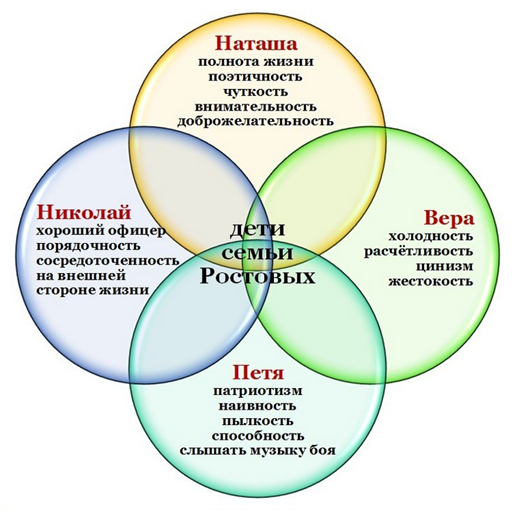 Наташа
полнота жизни
поэтичность
чуткость
внимательность
доброжелательность
Николай
хороший офицер
порядочность
сосредоточенность
на внешней
стороне жизни
дети
семьи
Ростовых
Вера
холодность
расчётливость
цинизм
жестокость
Петя
патриотизм
наивность
пылкость
способность
слышать музыку боя